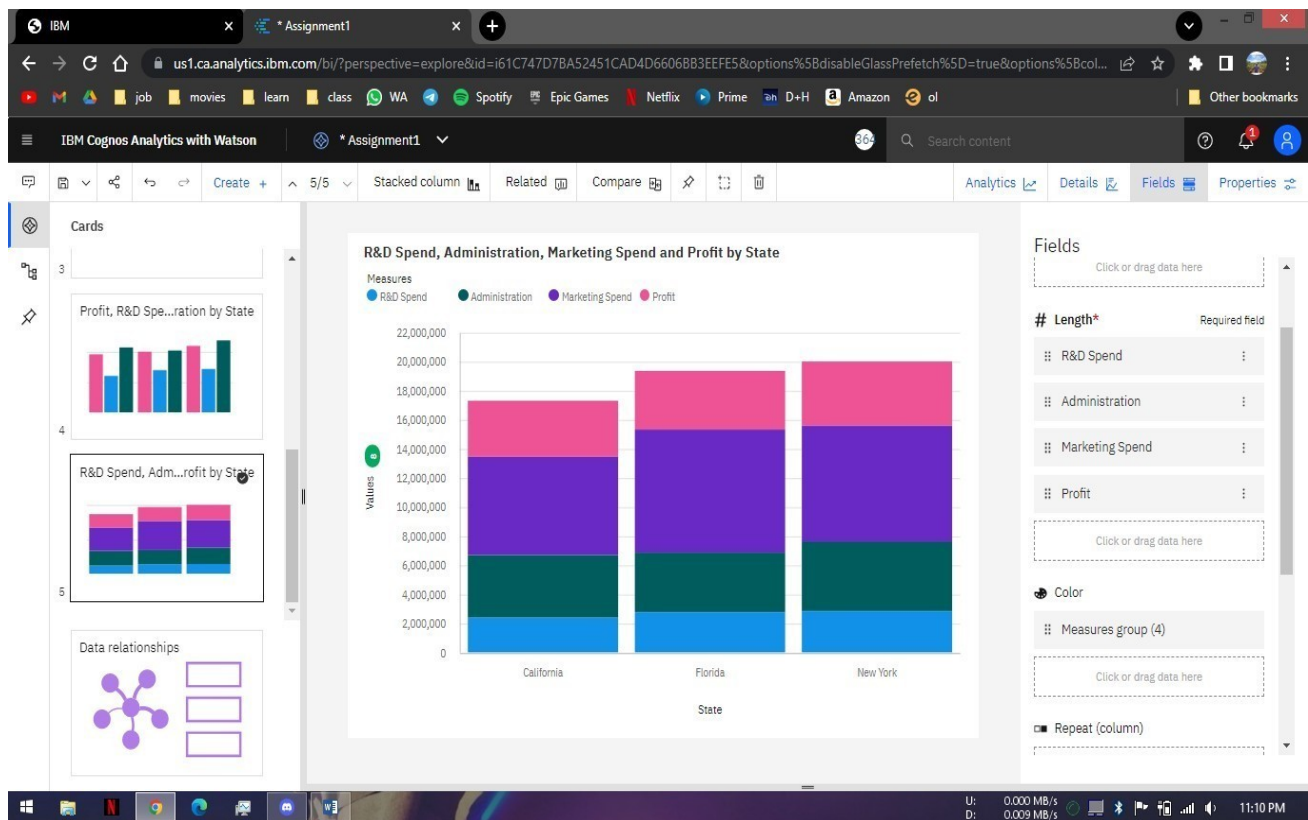 IBM
* Assignment1
us1.ca.analytics.ibm.com/bi/?perspective=explore&id=i61C747D7BA52451CAD4D6606BB3EEFE5&options%5BdisableGlassPrefetch%5D=true&options%5Bcol...
job movies learn class WA Spotify Epic Games Netflix Prime D+H Amazon ol Other bookmarks
IBM Cognos Analytics with Watson * Assignment1 364 Search content 1
Create + 5/5 Stacked column Related Compare Analytics Details Fields Properties
Cards
3
Profit, R&D Spe...ration by State
4
R&D Spend, Adm...rofit by State
5
Data relationships
R&D Spend, Administration, Marketing Spend and Profit by State
Measures
R&D Spend Administration Marketing Spend Profit
22,000,000
20,000,000
18,000,000
16,000,000
14,000,000
12,000,000
10,000,000
8,000,000
6,000,000
4,000,000
2,000,000
0
Values
California Florida New York
State
Fields
Click or drag data here
# Length* Required field
R&D Spend
Administration
Marketing Spend
Profit
Click or drag data here
Color
Measures group (4)
Click or drag data here
Repeat (column)
U: 0.000 MB/s
D: 0.009 MB/s
11:10 PM